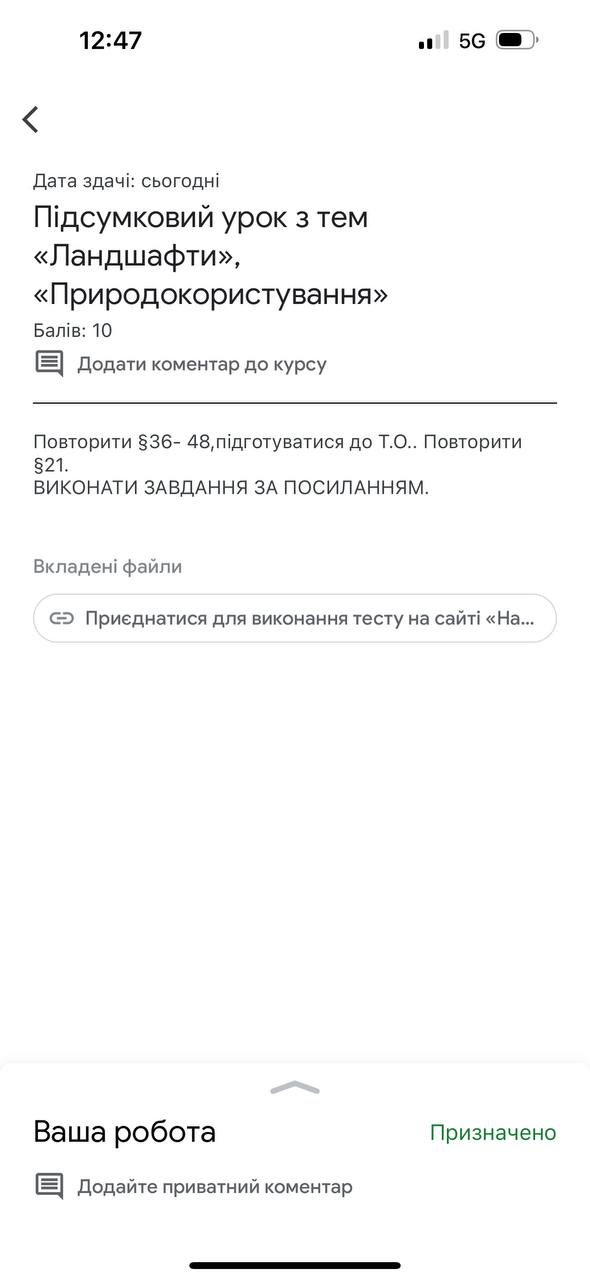 12:47
5G
Дата здачі: сьогодні
Підсумковий урок з тем
«Ландшафти»,
«Природокористування»
Балів: 10
Додати коментар до курсу
Повторити §36- 48,підготуватися до Т.О.. Повторити
§21.
ВИКОНАТИ ЗАВДАННЯ ЗА ПОСИЛАННЯМ.
Вкладені файли
Приєднатися для виконання тесту на сайті «На...
Ваша робота
Призначено
Додайте приватний коментар